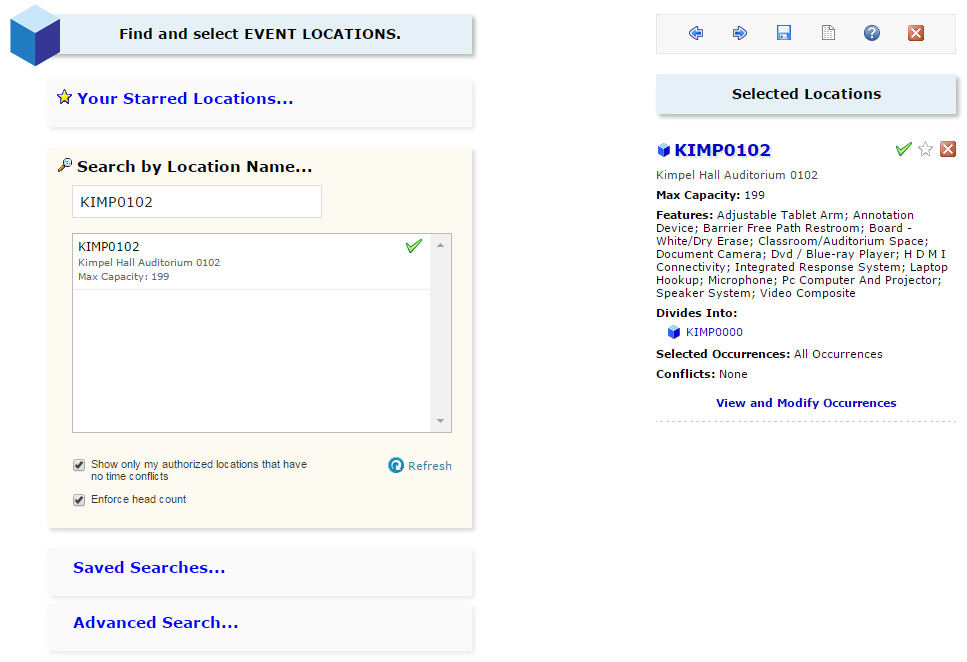 Find and select EVENT LOCATIONS.
Your Starred Locations...
Search by Location Name...
KIMP0102
KIMP0102
Kimpel Hall Auditorium 0102
Max Capacity: 199
Show only my authorized locations that have
no time conflicts
Refresh
Enforce head count
Saved Searches...
Advanced Search...
Selected Locations
KIMP0102
Kimpel Hall Auditorium 0102
Max Capacity: 199
Features: Adjustable Tablet Arm; Annotation
Device; Barrier Free Path Restroom; Board -
White/Dry Erase; Classroom/Auditorium Space;
Document Camera; Dvd / Blue-ray Player; H D M I
Connectivity; Integrated Response System; Laptop
Hookup; Microphone; Pc Computer And Projector;
Speaker System; Video Composite
Divides Into:
KIMP0000
Selected Occurrences: All Occurrences
Conflicts: None
View and Modify Occurrences